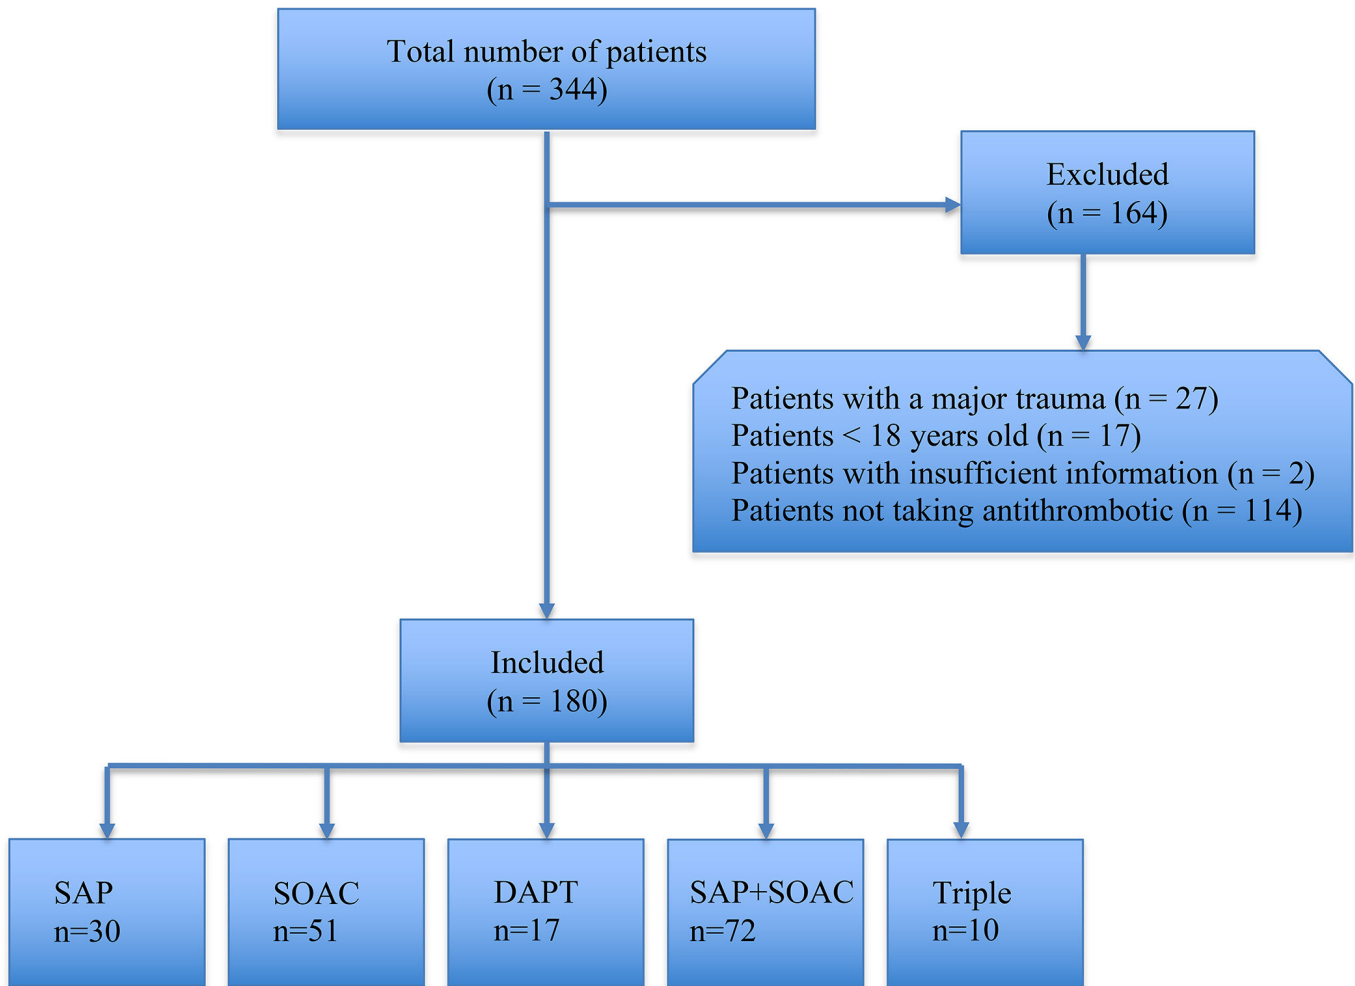 Total number of patients
(n = 344)
Excluded
(n = 164)
Patients with a major trauma (n = 27)
Patients < 18 years old (n = 17)
Patients with insufficient information (n = 2)
Patients not taking antithrombotic (n = 114)
Included
(n = 180)
SAP
n=30
SOAC
n=51
DAPT
n=17
SAP+SOAC
n=72
Triple
n=10